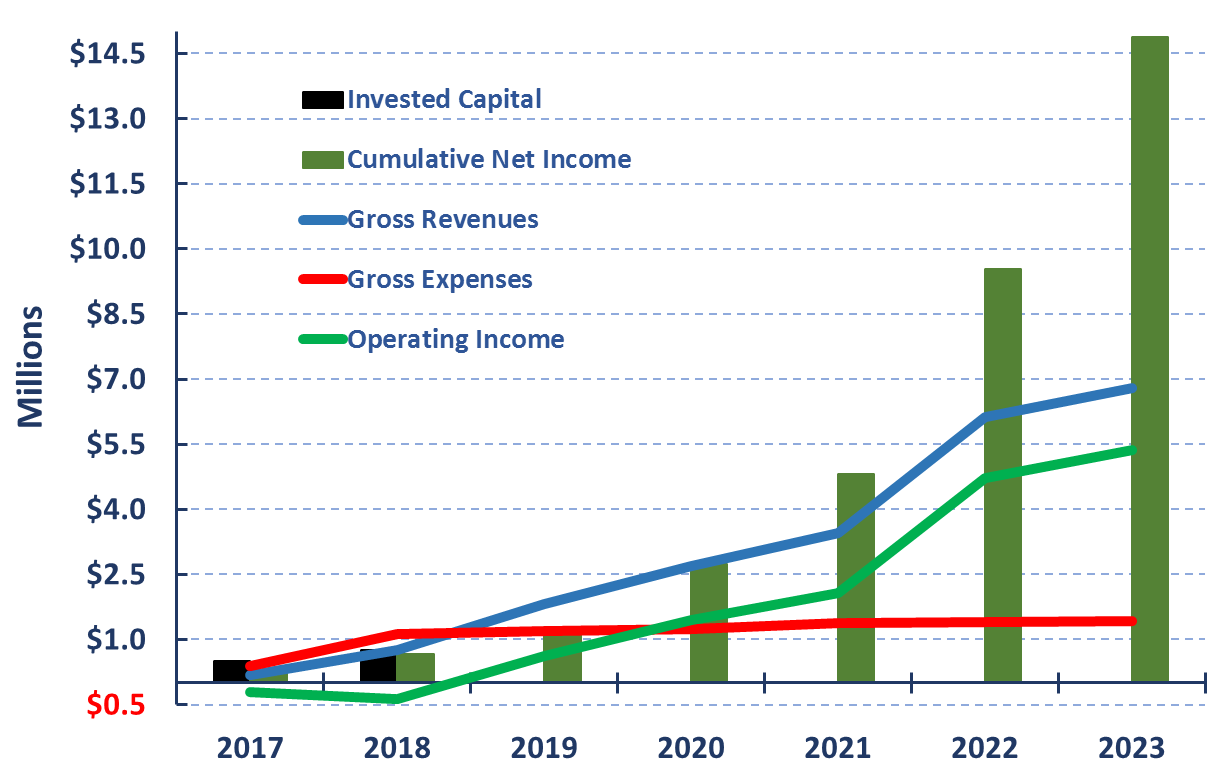 $14.5
$13.0
$11.5
$10.0
$8.5
$7.0
$5.5
$4.0
$2.5
$1.0
$0.5
Millions
Invested Capital
Cumulative Net Income
Gross Revenues
Gross Expenses
Operating Income
2017 2018 2019 2020 2021 2022 2023